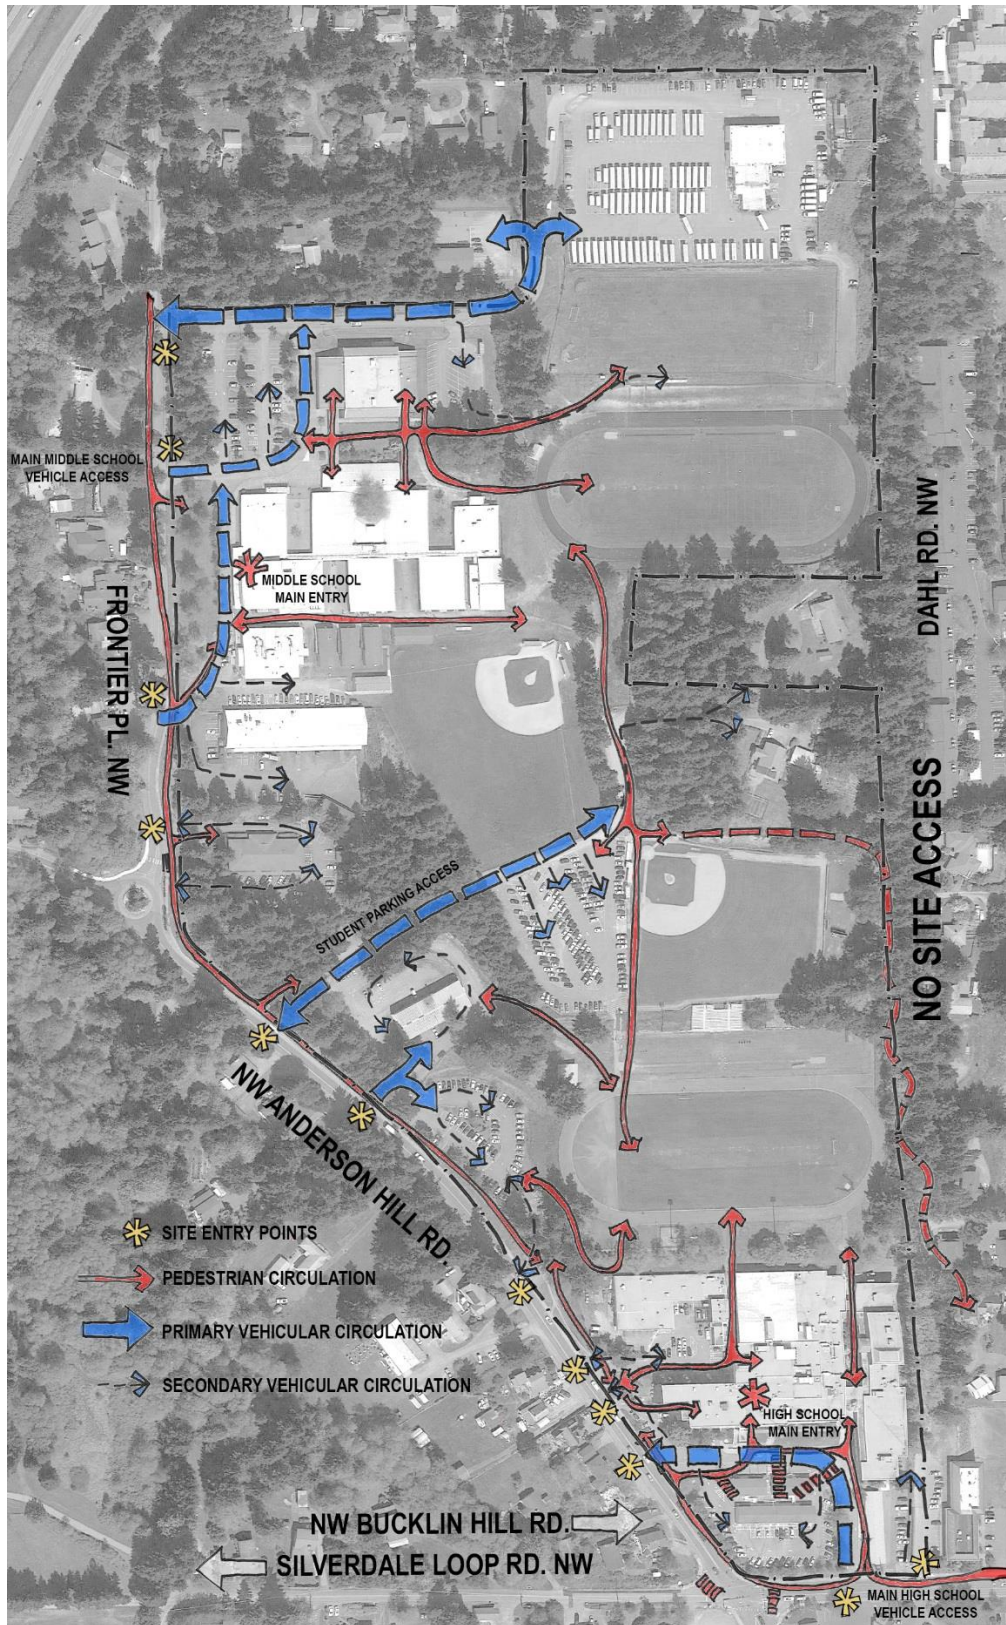 MAIN MIDDLE SCHOOL
VEHICLE ACCESS
MIDDLE SCHOOL
MAIN ENTRY
FRONTIER PL. NW
DAHL RD. NW
NO SITE ACCESS
STUDENT PARKING ACCESS
NW ANDERSON HILL RD.
SITE ENTRY POINTS
PEDESTRIAN CIRCULATION
PRIMARY VEHICULAR CIRCULATION
SECONDARY VEHICULAR CIRCULATION
HIGH SCHOOL
MAIN ENTRY
NW BUCKLIN HILL RD.
SILVERDALE LOOP RD. NW
MAIN HIGH SCHOOL
VEHICLE ACCESS